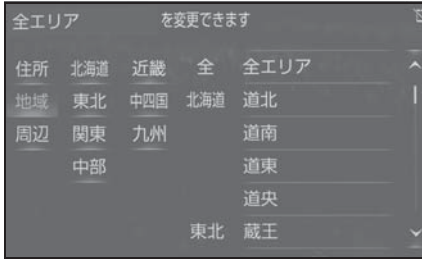 全エリア を変更できます
住所 北海道 近畿 全 全エリア
地域 東北 中四国 北海道 道北
周辺 関東 九州 道南
中部 道東
道央
東北 蔵王